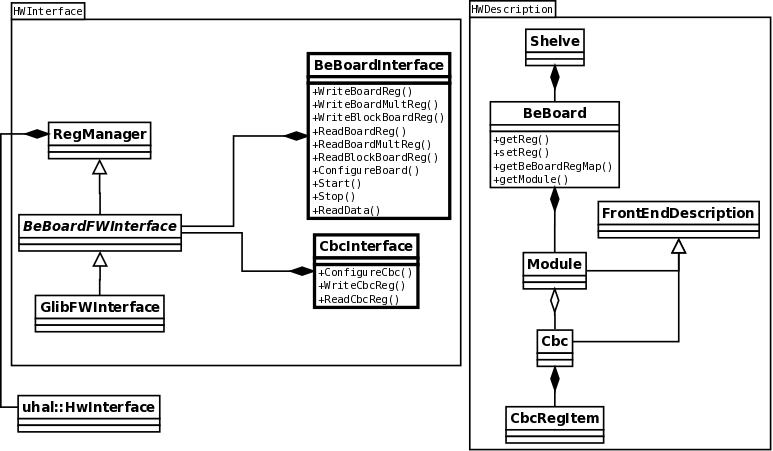 HWInterface
BeBoardInterface
+WriteBoardReg()
+WriteBoardMultReg()
+WriteBlockBoardReg()
+ReadBoardReg()
+ReadBoardMultReg()
+ReadBlockBoardReg()
+ConfigureBoard()
+Start()
+Stop()
+ReadData()
RegManager
BeBoardFWInterface
CbcInterface
+ConfigureCbc()
+WriteCbcReg()
+ReadCbcReg()
GlibFWInterface
uhal::HwInterface
HWDescription
Shelve
BeBoard
+getReg()
+setReg()
+getBeBoardRegMap()
+getModule()
FrontEndDescription
Module
Cbc
CbcRegItem